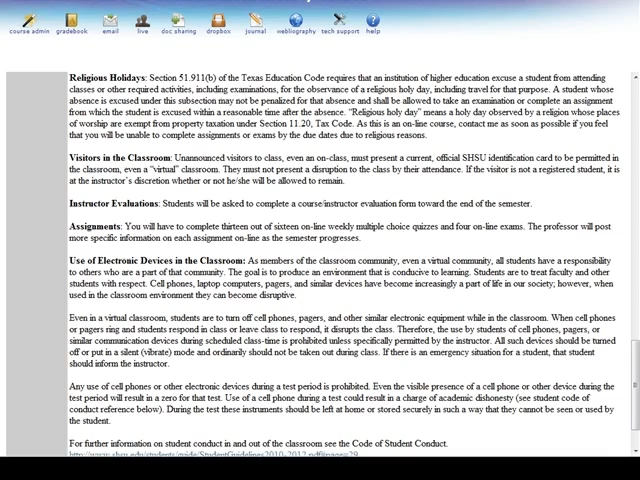 course admin gradebook email live doc sharing dropbox journal webliography tech support help
Religious Holidays: Section 51.911(b) of the Texas Education Code requires that an institution of higher education excuse a student from attending
classes or other required activities, including examinations, for the observance of a religious holy day, including travel for that purpose. A student whose
absence is excused under this subsection may not be penalized for that absence and shall be allowed to take an examination or complete an assignment
from which the student is excused within a reasonable time after the absence. "Religious holy day" means a holy day observed by a religion whose places
of worship are exempt from property taxation under Section 11.20, Tax Code. As this is an on-line course, contact me as soon as possible if you feel
that you will be unable to complete assignments or exams by the due dates due to religious reasons.
Visitors in the Classroom: Unannounced visitors to class, even an on-class, must present a current, official SHSU identification card to be permitted in
the classroom, even a "virtual" classroom. They must not present a disruption to the class by their attendance. If the visitor is not a registered student, it is
at the instructor's discretion whether or not he/she will be allowed to remain.
Instructor Evaluations: Students will be asked to complete a course/instructor evaluation form toward the end of the semester.
Assignments: You will have to complete thirteen out of sixteen on-line weekly multiple choice quizzes and four on-line exams. The professor will post
more specific information on each assignment on-line as the semester progresses.
Use of Electronic Devices in the Classroom: As members of the classroom community, even a virtual community, all students have a responsibility
to others who are a part of that community. The goal is to produce an environment that is conducive to learning. Students are to treat faculty and other
students with respect. Cell phones, laptop computers, pagers, and similar devices have become increasingly a part of life in our society; however, when
used in the classroom environment they can become disruptive.
Even in a virtual classroom, students are to turn off cell phones, pagers, and other similar electronic equipment while in the classroom. When cell phones
or pagers ring and students respond in class or leave class to respond, it disrupts the class. Therefore, the use by students of cell phones, pagers, or
similar communication devices during scheduled class-time is prohibited unless specifically permitted by the instructor. All such devices should be turned
off or put in a silent (vibrate) mode and ordinarily should not be taken out during class. If there is an emergency situation for a student, that student
should inform the instructor.
Any use of cell phones or other electronic devices during a test period is prohibited. Even the visible presence of a cell phone or other device during the
test period will result in a zero for that test. Use of a cell phone during a test could result in a charge of academic dishonesty (see student code of
conduct reference below). During the test these instruments should be left at home or stored securely in such a way that they cannot be seen or used by
the student.
For further information on student conduct in and out of the classroom see the Code of Student Conduct.
http://www.shsu.edu/students/guide/StudentGuidelines2010-2012.pdf#page=29